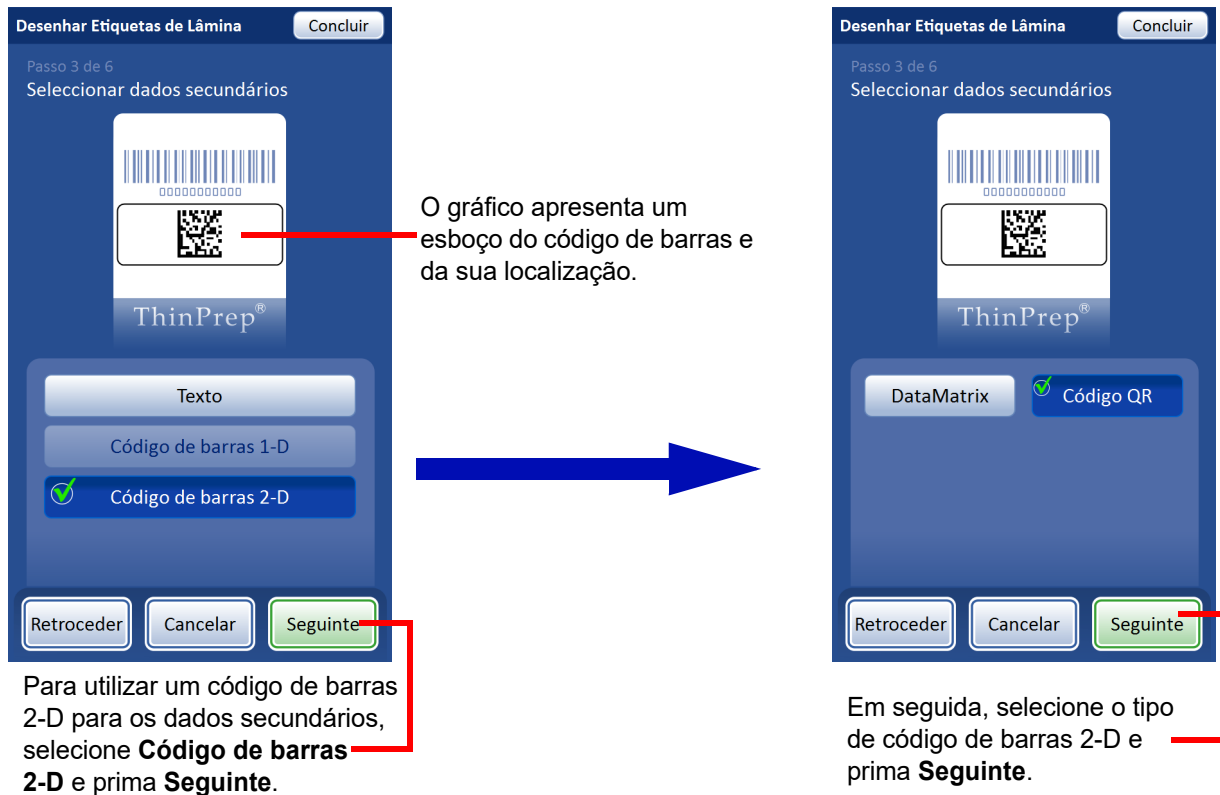 Desenhar Etiquetas de Lâmina
Concluir
Passo 3 de 6
Seleccionar dados secundários
00000000000
ThinPrep®
Texto
Código de barras 1-D
Código de barras 2-D
Retroceder
Cancelar
Seguinte
O gráfico apresenta um
esboço do código de barras e
da sua localização.
Para utilizar um código de barras
2-D para os dados secundários,
selecione Código de barras
2-D e prima Seguinte.
Desenhar Etiquetas de Lâmina
Concluir
Passo 3 de 6
Seleccionar dados secundários
00000000000
ThinPrep®
DataMatrix
Código QR
Retroceder
Cancelar
Seguinte
Em seguida, selecione o tipo
de código de barras 2-D e
prima Seguinte.